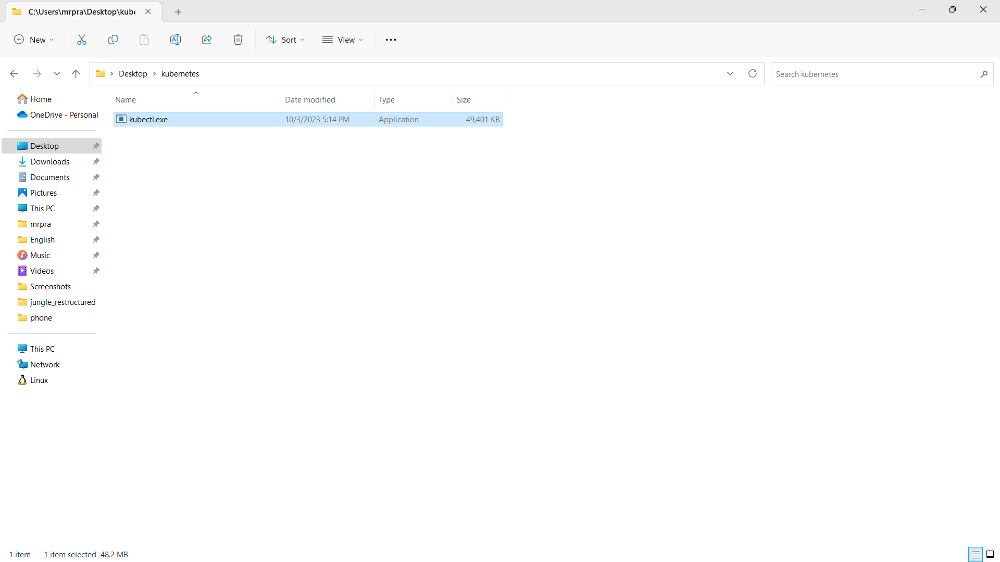 C:\Users\mrpra\Desktop\kube
New
Sort
View
Desktop
kubernetes
Search kubernetes
Name
Date modified
Type
Size
kubectl.exe
10/3/2023 5:14 PM
Application
49,401 KB
Home
OneDrive - Personal
Desktop
Downloads
Documents
Pictures
This PC
mrpra
English
Music
Videos
Screenshots
jungle_restructured
phone
This PC
Network
Linux
1 item
1 item selected 48.2 MB